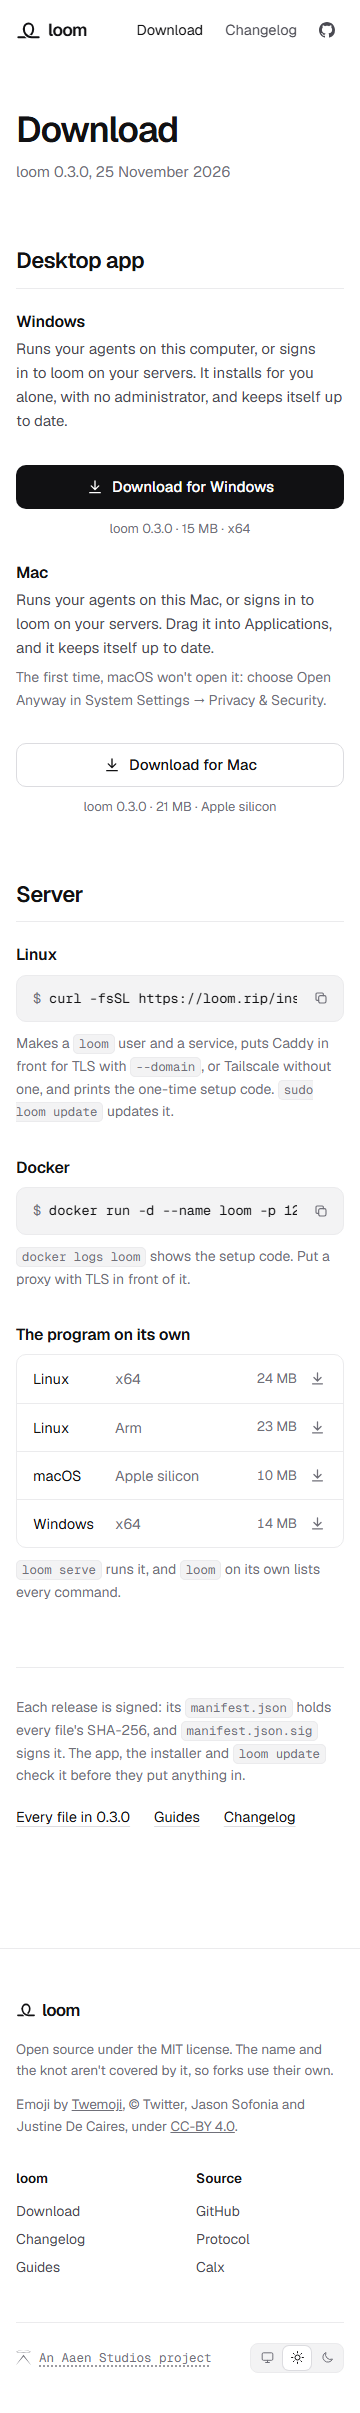 loom Download Changelog
Download
loom 0.3.0, 25 November 2026
Desktop app
Windows
Runs your agents on this computer, or signs
in to loom on your servers. It installs for you
alone, with no administrator, and keeps itself up
to date.
Download for Windows
loom 0.3.0 · 15 MB · x64
Mac
Runs your agents on this Mac, or signs in to
loom on your servers. Drag it into Applications,
and it keeps itself up to date.
The first time, macOS won't open it: choose Open
Anyway in System Settings → Privacy & Security.
Download for Mac
loom 0.3.0 · 21 MB · Apple silicon
Server
Linux
$ curl -fsSL https://loom.rip/ins
Makes a loom user and a service, puts Caddy in
front for TLS with --domain, or Tailscale without
one, and prints the one-time setup code. sudo
loom update updates it.
Docker
$ docker run -d --name loom -p 12
docker logs loom shows the setup code. Put a
proxy with TLS in front of it.
The program on its own
Linux x64 24 MB
Linux Arm 23 MB
macOS Apple silicon 10 MB
Windows x64 14 MB
loom serve runs it, and loom on its own lists
every command.
Each release is signed: its manifest.json holds
every file's SHA-256, and manifest.json.sig
signs it. The app, the installer and loom update
check it before they put anything in.
Every file in 0.3.0 Guides Changelog
loom
Open source under the MIT license. The name and
the knot aren't covered by it, so forks use their own.
Emoji by Twemoji, © Twitter, Jason Sofonia and
Justine De Caires, under CC-BY 4.0.
loom Source
Download GitHub
Changelog Protocol
Guides Calx
An Aaen Studios project